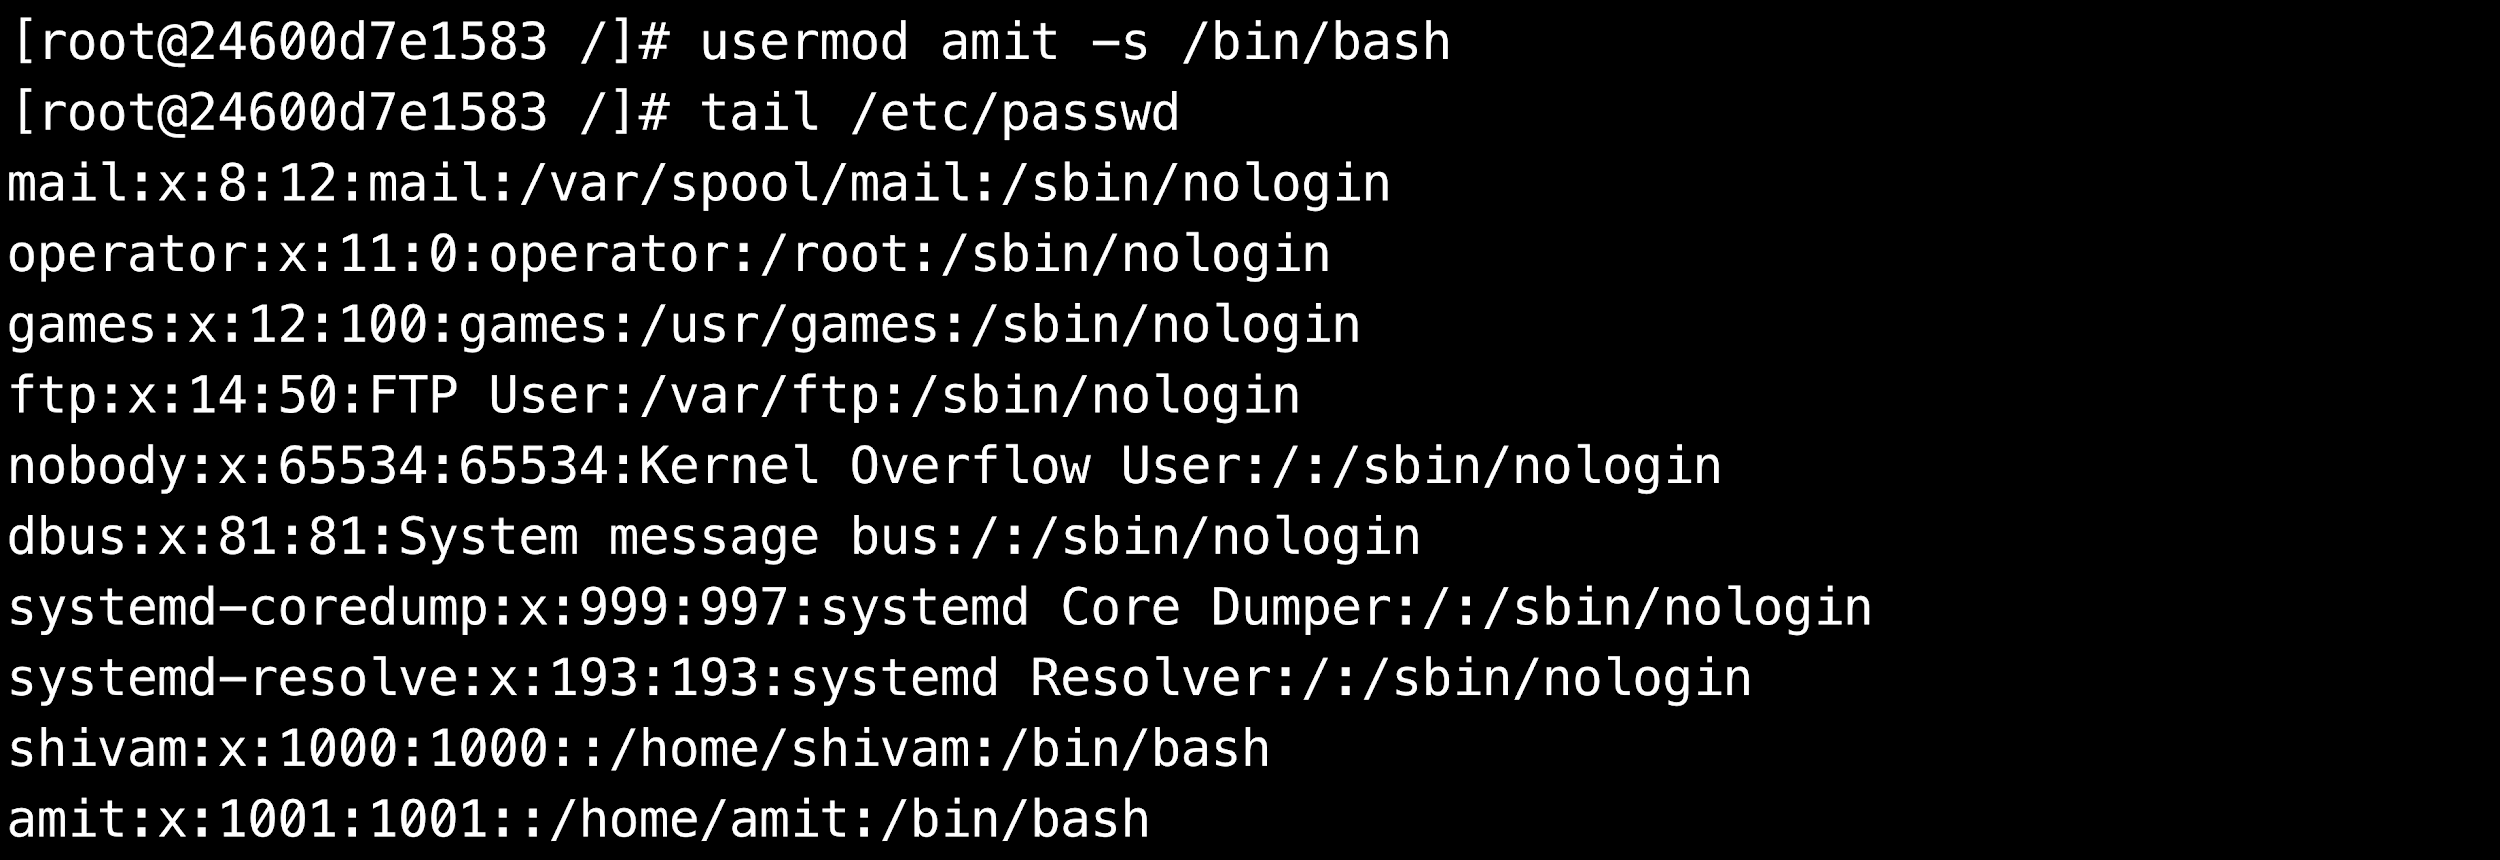 [root@24600d7e1583 /]# usermod amit -s /bin/bash
[root@24600d7e1583 /]# tail /etc/passwd
mail:x:8:12:mail:/var/spool/mail:/sbin/nologin
operator:x:11:0:operator:/root:/sbin/nologin
games:x:12:100:games:/usr/games:/sbin/nologin
ftp:x:14:50:FTP User:/var/ftp:/sbin/nologin
nobody:x:65534:65534:Kernel Overflow User:/:/sbin/nologin
dbus:x:81:81:System message bus:/:/sbin/nologin
systemd-coredump:x:999:997:systemd Core Dumper:/:/sbin/nologin
systemd-resolve:x:193:193:systemd Resolver:/:/sbin/nologin
shivam:x:1000:1000::/home/shivam:/bin/bash
amit:x:1001:1001::/home/amit:/bin/bash